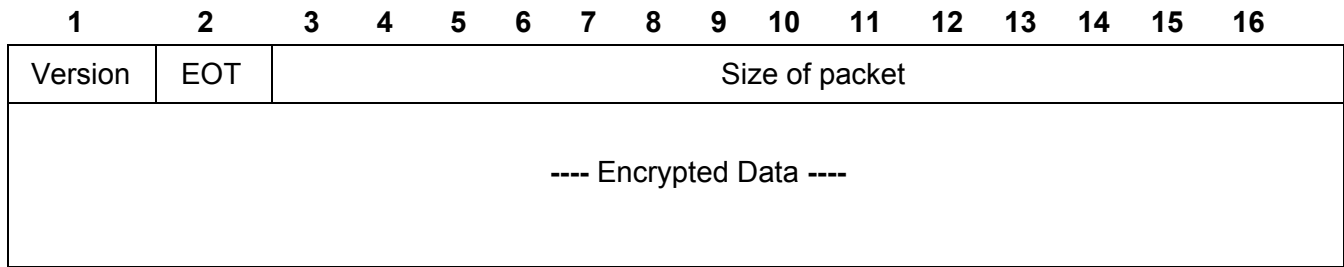 1 2 3 4 5 6 7 8 9 10 11 12 13 14 15 16
Version EOT Size of packet
---- Encrypted Data ----